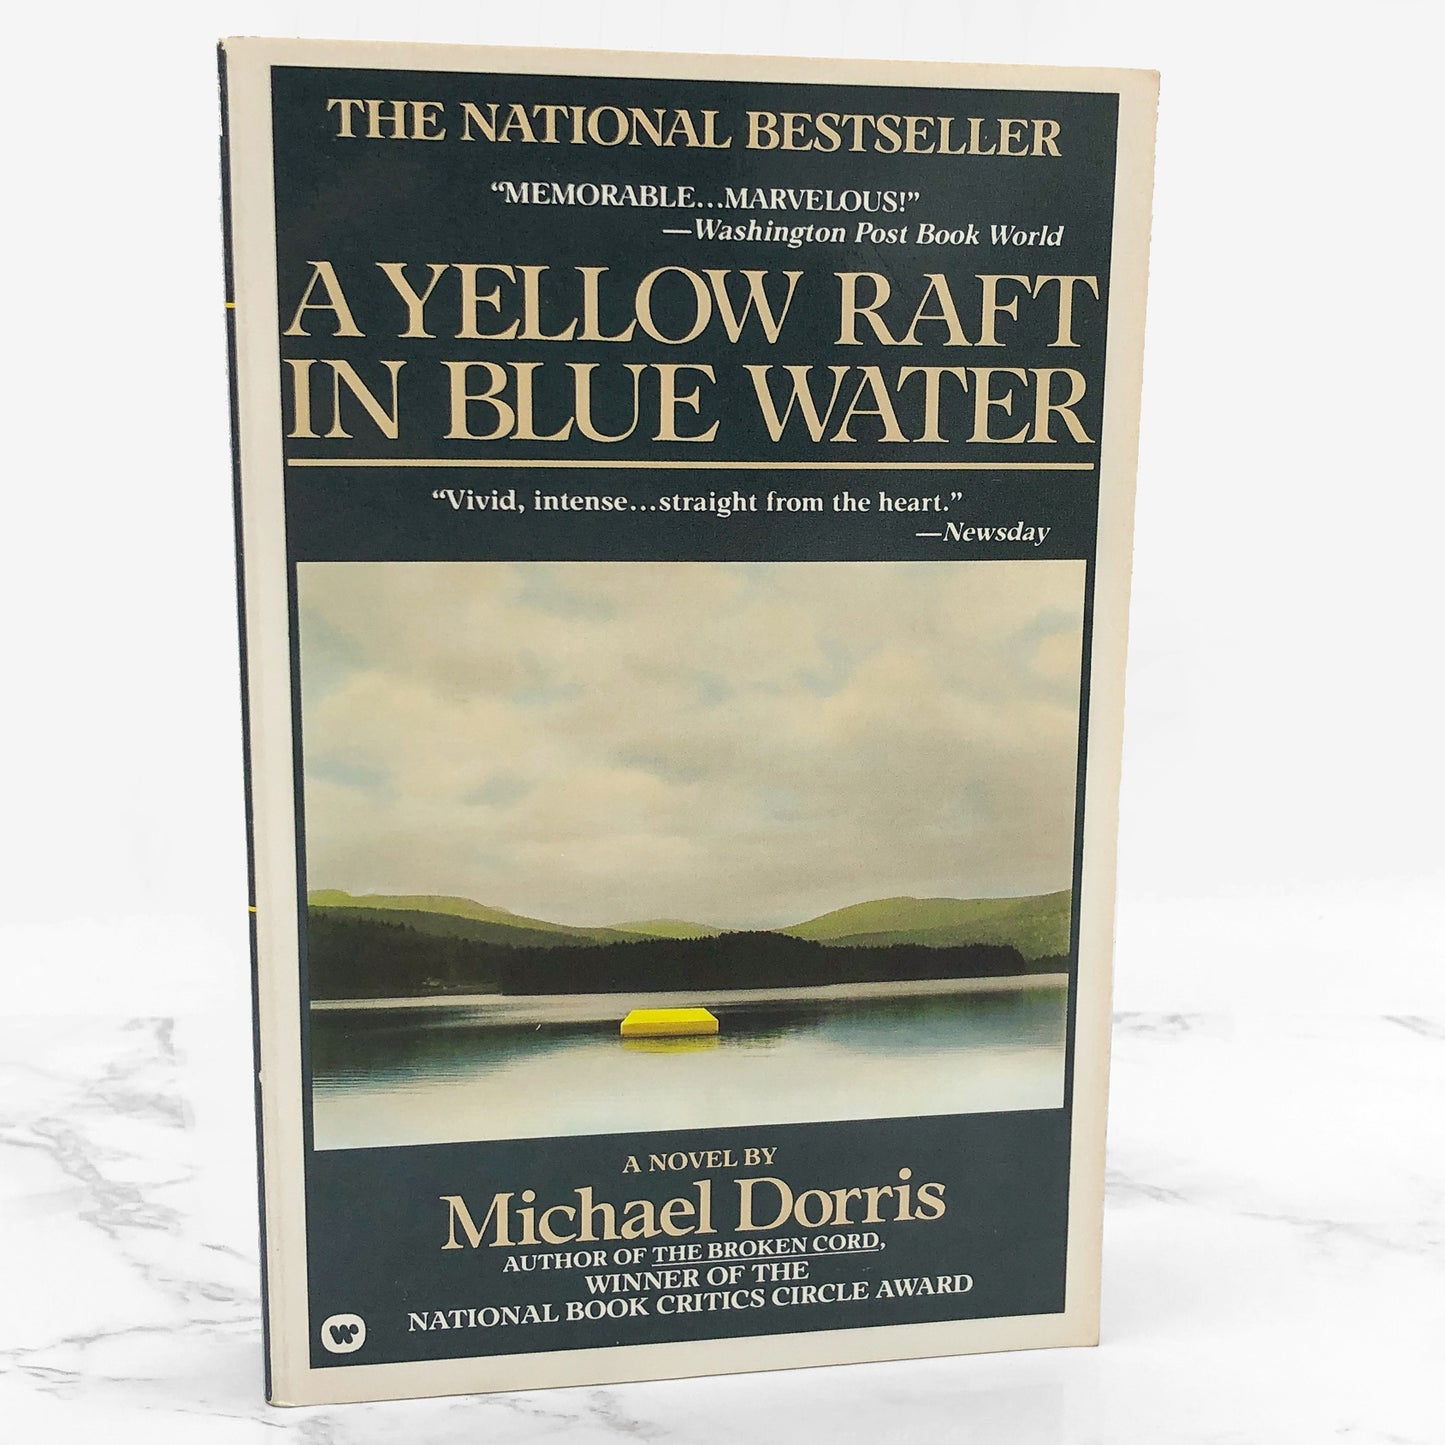 THE NATIONAL BESTSELLER
“MEMORABLE...MARVELOUS!”
—Washington Post Book World
A YELLOW RAFT
IN BLUE WATER
“Vivid, intense...straight from the heart.”
—Newsday
A NOVEL BY
Michael Dorris
AUTHOR OF THE BROKEN CORD,
WINNER OF THE
NATIONAL BOOK CRITICS CIRCLE AWARD
W